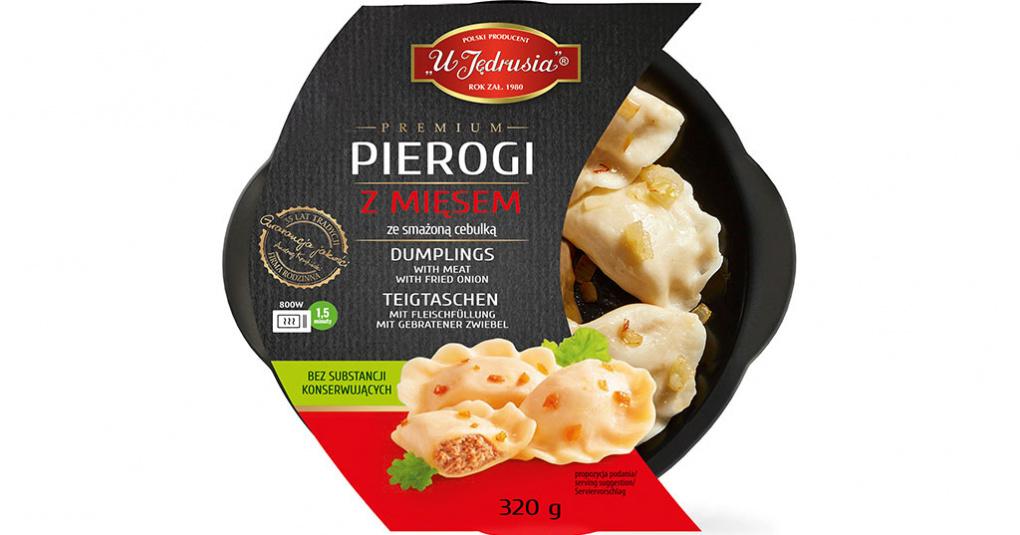 POLSKI PRODUCENT
„U Jędrusia”®
ROK ZAŁ. 1980
PREMIUM
PIEROGI
Z MIĘSEM
ze smażoną cebulką
DUMPLINGS
WITH MEAT
WITH FRIED ONION
TEIGTASCHEN
MIT FLEISCHFÜLLUNG
MIT GEBRATENER ZWIEBEL
35 LAT TRADYCJI
Gwarancja jakości
FIRMA RODZINNA
800W
1,5
minuty
BEZ SUBSTANCJI
KONSERWUJĄCYCH
propozycja podania/
serving suggestion/
Serviervorschlag
320 g